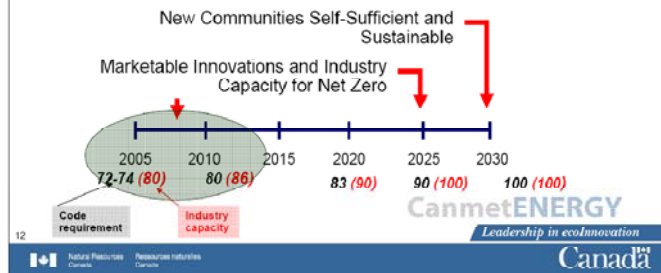 New Communities Self-Sufficient and
Sustainable
Marketable Innovations and Industry
Capacity for Net Zero
2005 2010 2015 2020 2025 2030
72-74 (80) 80 (86) 83 (90) 90 (100) 100 (100)
Code
requirement
Industry
capacity
CanmetENERGY
12
Leadership in ecoInnovation
Natural Resources
Canada
Ressources naturelles
Canada
Canada